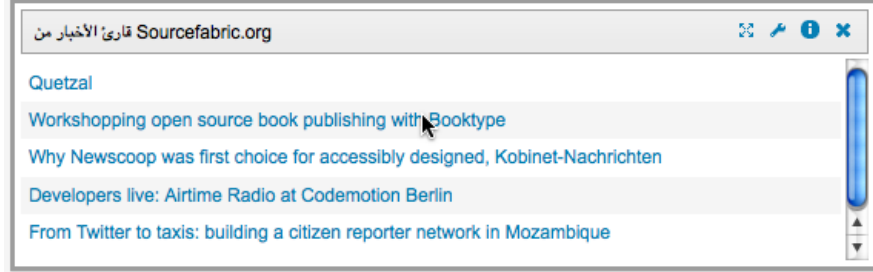 قارئ الأخبار من Sourcefabric.org
Quetzal
Workshopping open source book publishing with Booktype
Why Newscoop was first choice for accessibly designed, Kobinet-Nachrichten
Developers live: Airtime Radio at Codemotion Berlin
From Twitter to taxis: building a citizen reporter network in Mozambique